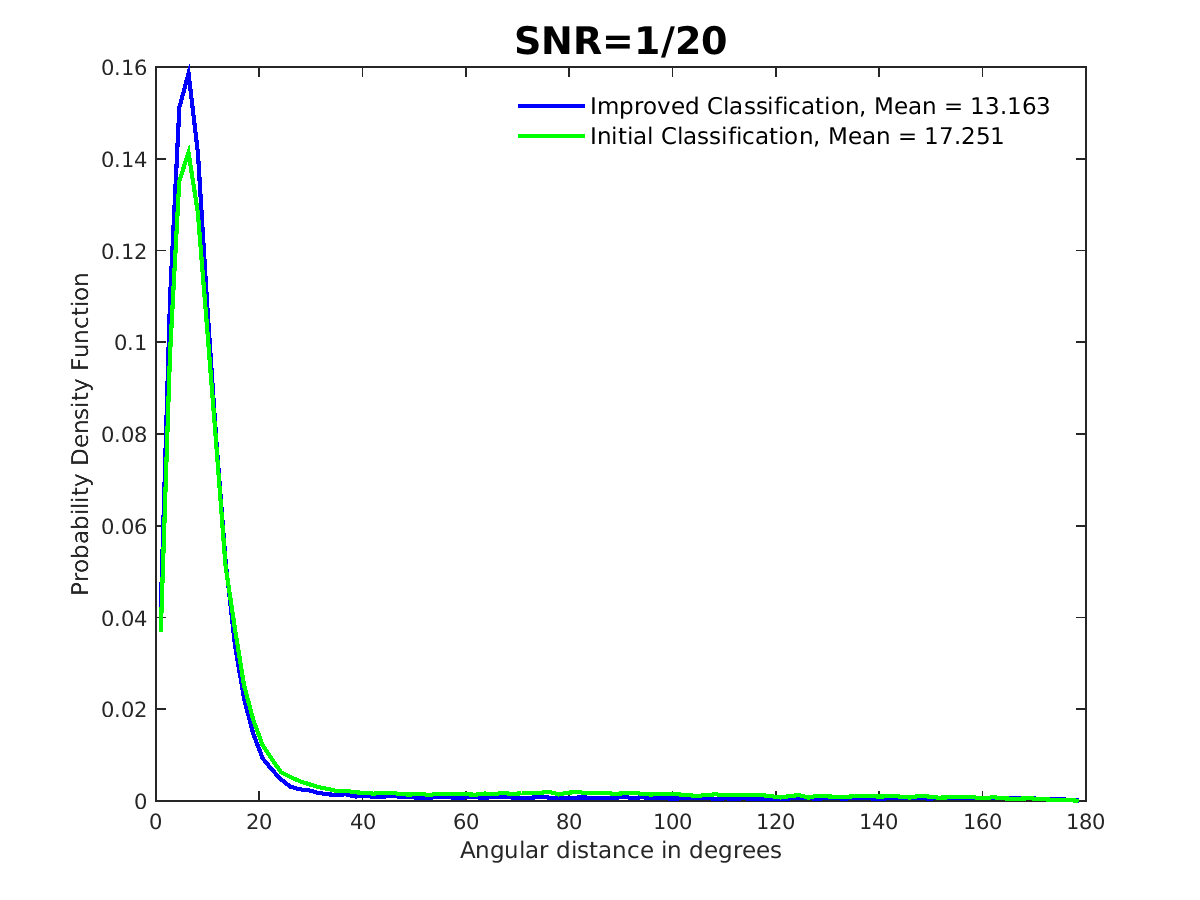 SNR=1/20
Improved Classification, Mean = 13.163
Initial Classification, Mean = 17.251
Probability Density Function
0.16
0.14
0.12
0.1
0.08
0.06
0.04
0.02
0
0 20 40 60 80 100 120 140 160 180
Angular distance in degrees